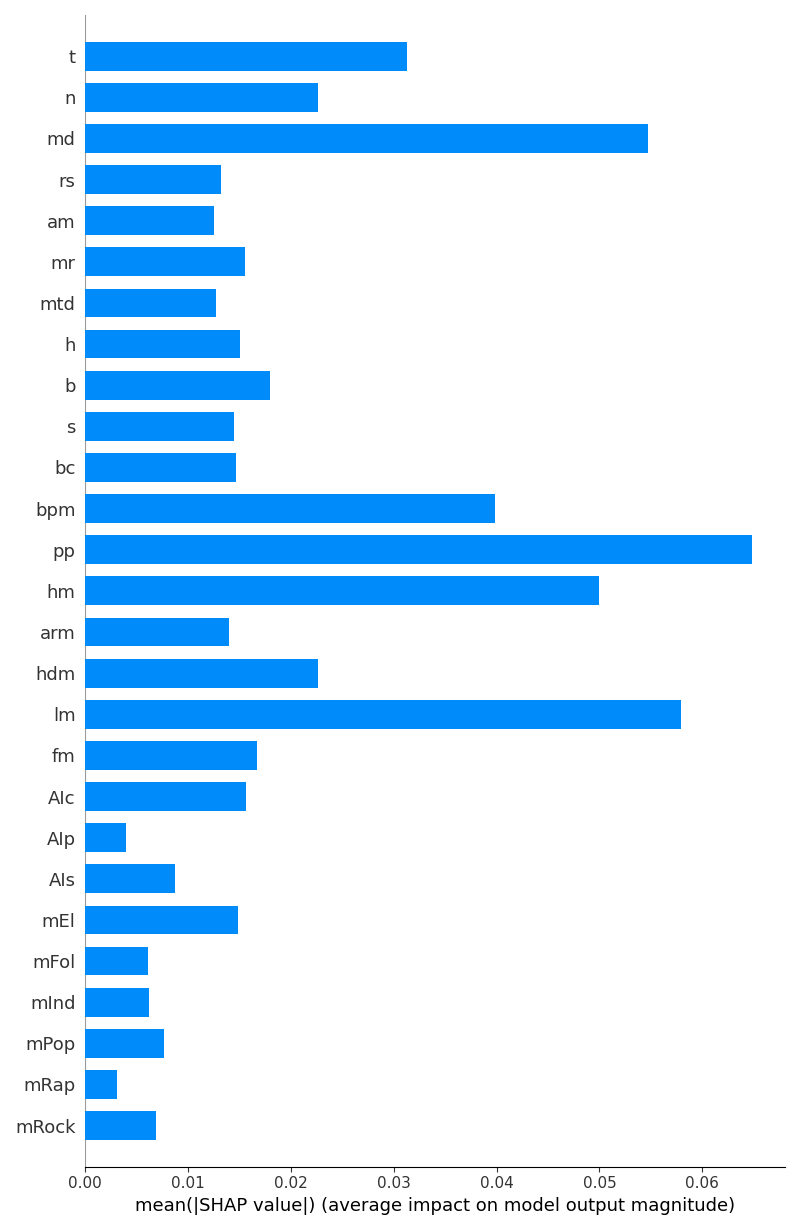 t
n
md
rs
am
mr
mtd
h
b
s
bc
bpm
pp
hm
arm
hdm
lm
fm
AIc
AIp
AIs
mEl
mFol
mInd
mPop
mRap
mRock
0.00 0.01 0.02 0.03 0.04 0.05 0.06
mean(|SHAP value|) (average impact on model output magnitude)